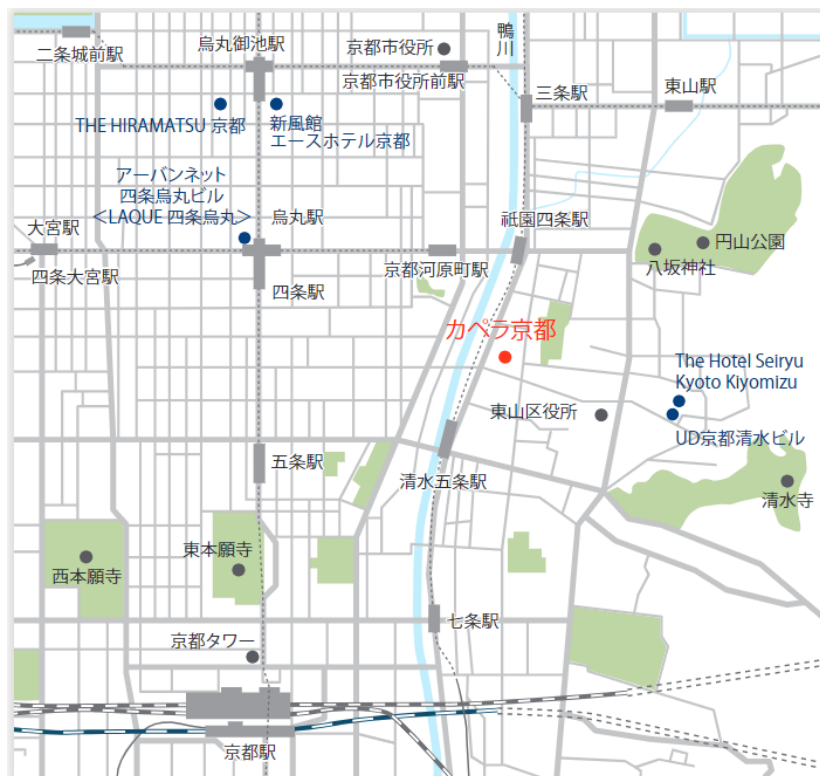 二条城前駅
烏丸御池駅
京都市役所
鴨川
京都市役所前駅
三条駅
東山駅
THE HIRAMATSU 京都
新風館
エースホテル京都
アーバンネット
四条烏丸ビル
<LAQUE 四条烏丸>
大宮駅
烏丸駅
祇園四条駅
円山公園
八坂神社
四条大宮駅
四条駅
京都河原町駅
カペラ京都
The Hotel Seiryu
Kyoto Kiyomizu
東山区役所
UD京都清水ビル
五条駅
清水五条駅
清水寺
西本願寺
東本願寺
七条駅
京都タワー
京都駅